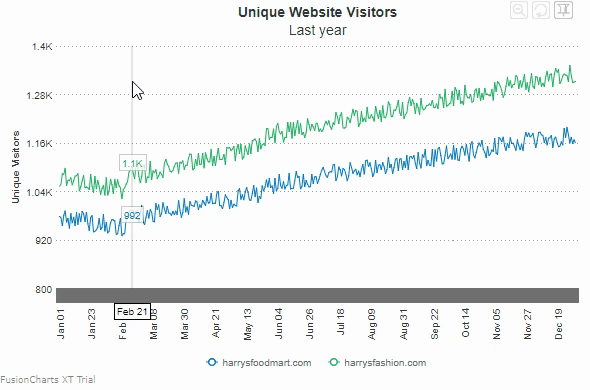 Unique Website Visitors
Last year
Unique Visitors
1.4K
1.28K
1.16K
1.04K
920
800
1.1K
992
Jan 01
Jan 23
Feb
Feb 21
Mar 08
Mar 30
Apr 21
May 13
Jun 04
Jun 26
Jul 18
Aug 09
Aug 31
Sep 22
Oct 14
Nov 05
Nov 27
Dec 19
harrysfoodmart.com
harrysfashion.com
FusionCharts XT Trial